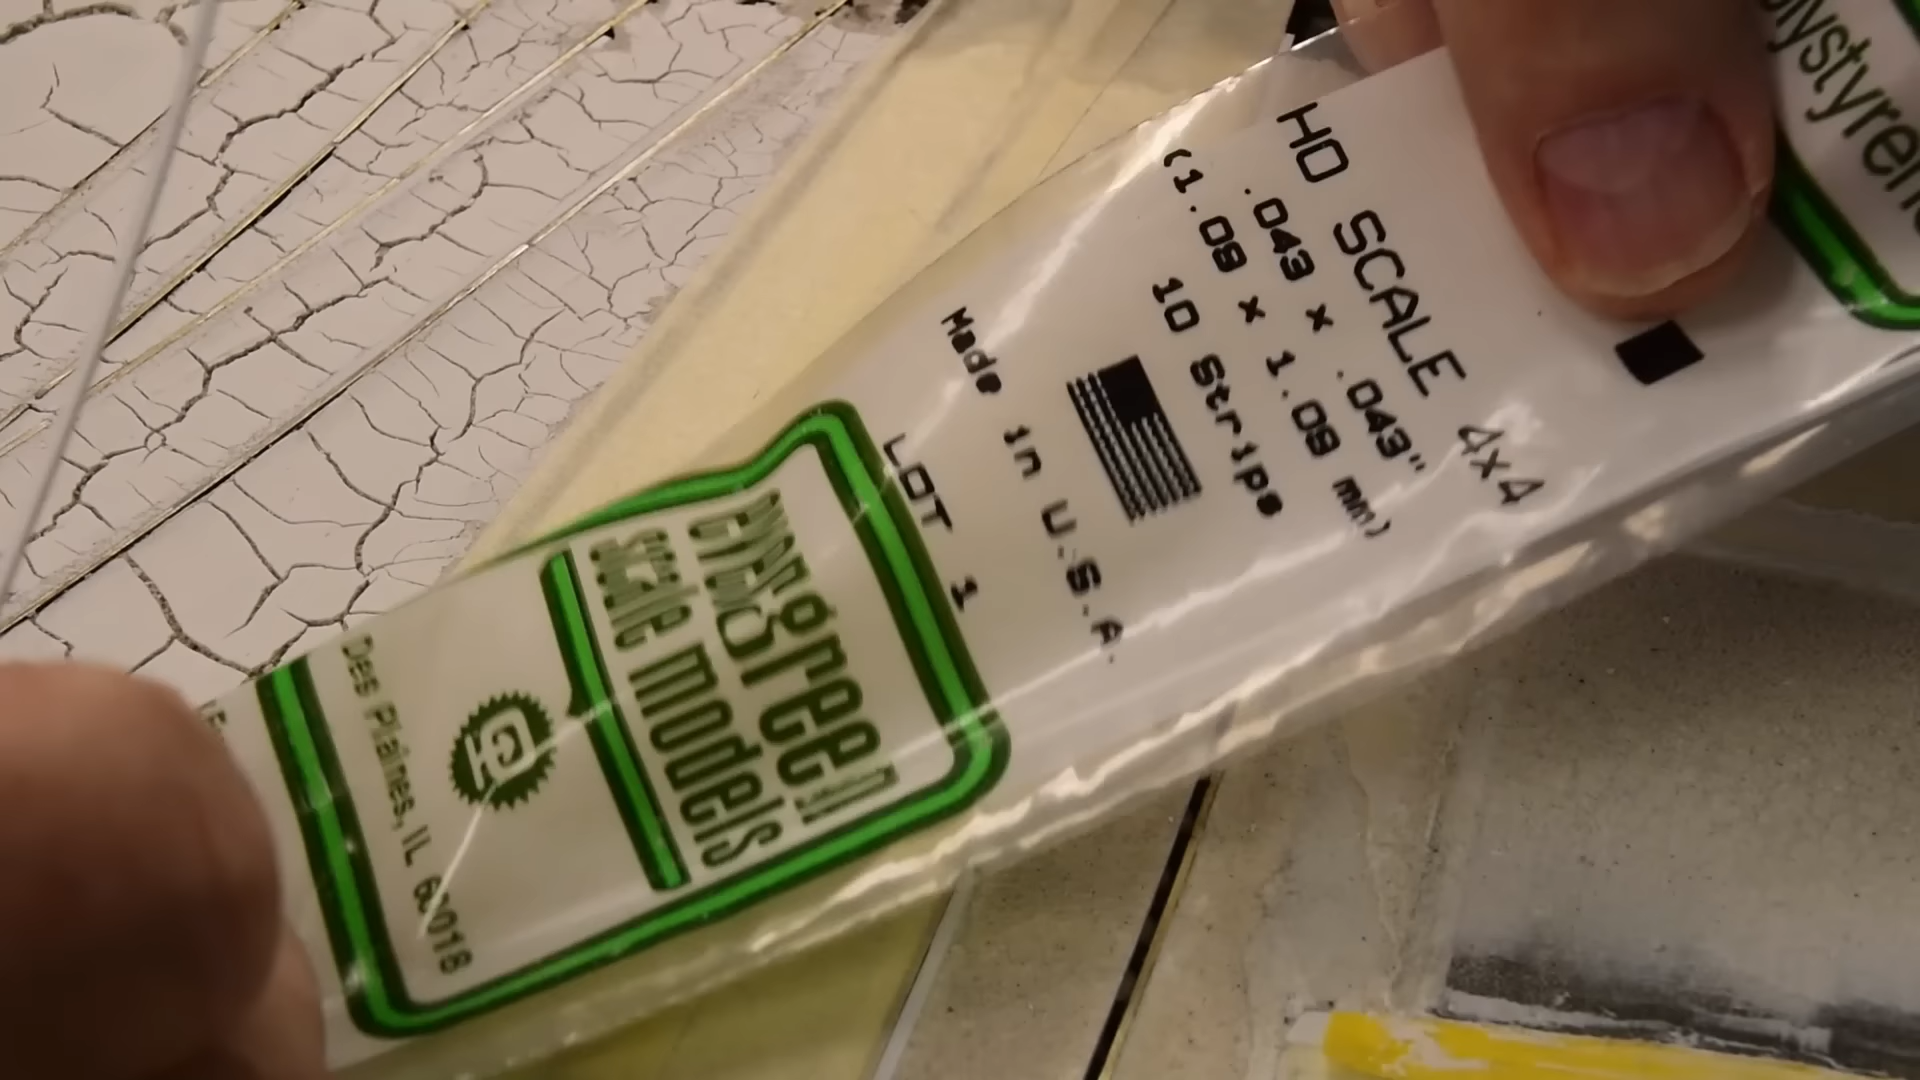 HO SCALE 4x4
.043 x .043"
(1.09 x 1.09 mm)
10 Strips
Made in U.S.A.
LOT 1
evergreen
scale models
Des Plaines, IL 60018